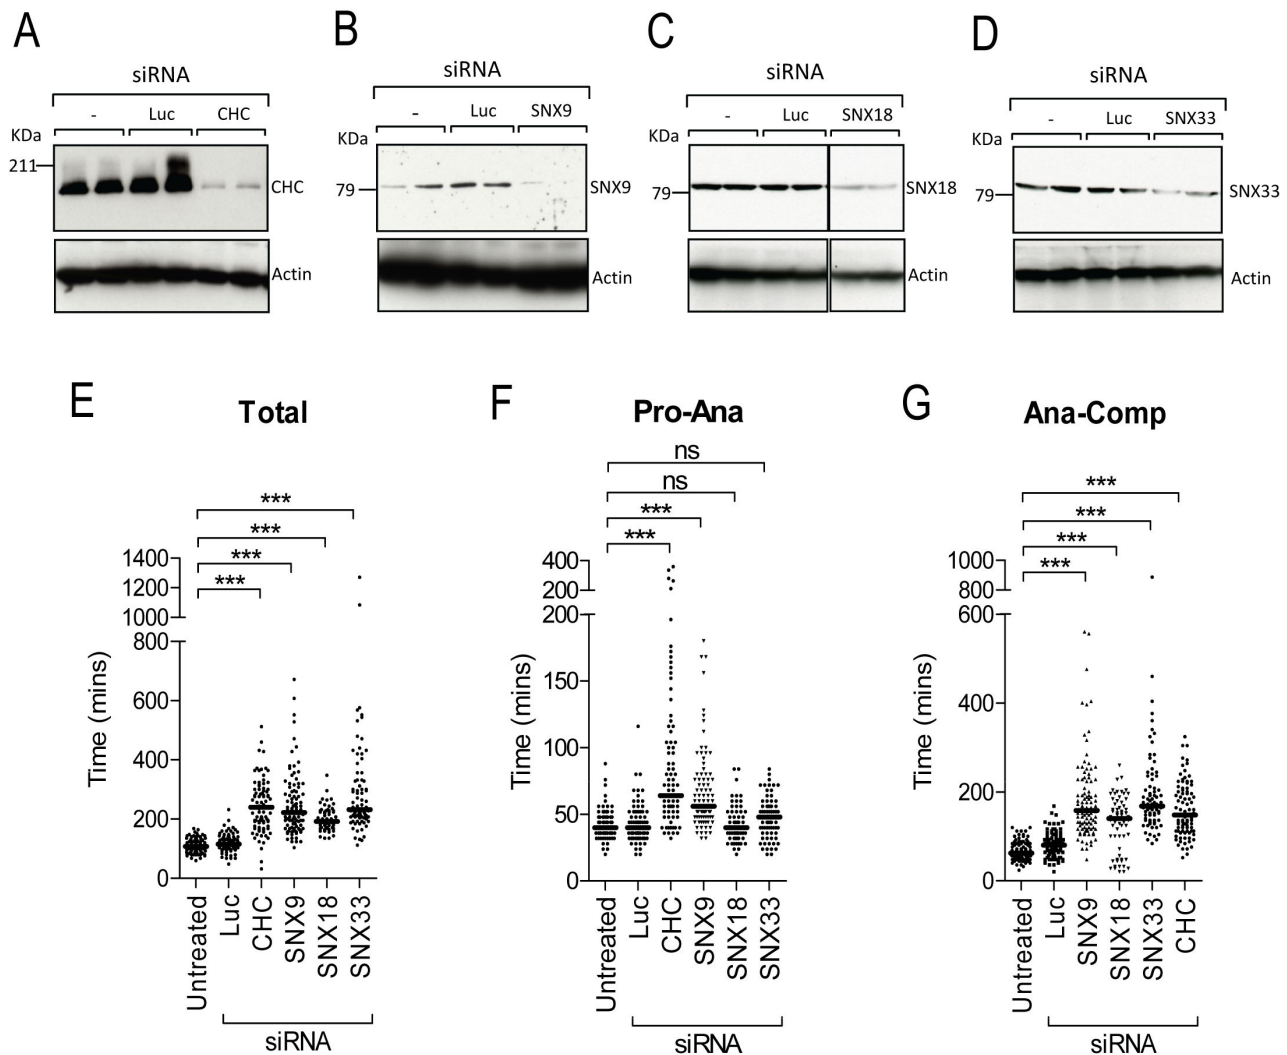 A
siRNA
- Luc CHC
KDa
211
CHC
Actin
B
siRNA
- Luc SNX9
KDa
79
SNX9
Actin
C
siRNA
- Luc SNX18
KDa
79
SNX18
Actin
D
siRNA
- Luc SNX33
KDa
79
SNX33
Actin
E
Total
***
***
***
***
Time (mins)
1400
1200
1000
800
600
400
200
0
Untreated
Luc
CHC
SNX9
SNX18
SNX33
siRNA
F
Pro-Ana
ns
ns
***
***
Time (mins)
400
200
200
150
100
50
0
Untreated
Luc
CHC
SNX9
SNX18
SNX33
siRNA
G
Ana-Comp
***
***
***
***
Time (mins)
1000
800
600
400
200
0
Untreated
Luc
SNX9
SNX18
SNX33
CHC
siRNA